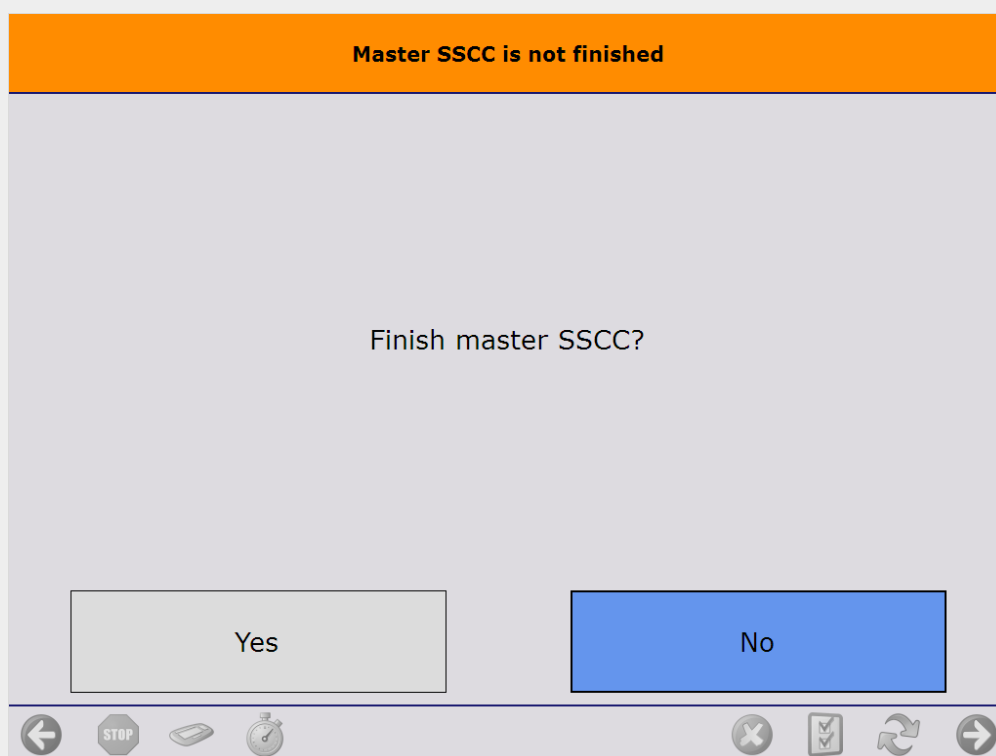 Master SSCC is not finished
Finish master SSCC?
Yes
No
STOP